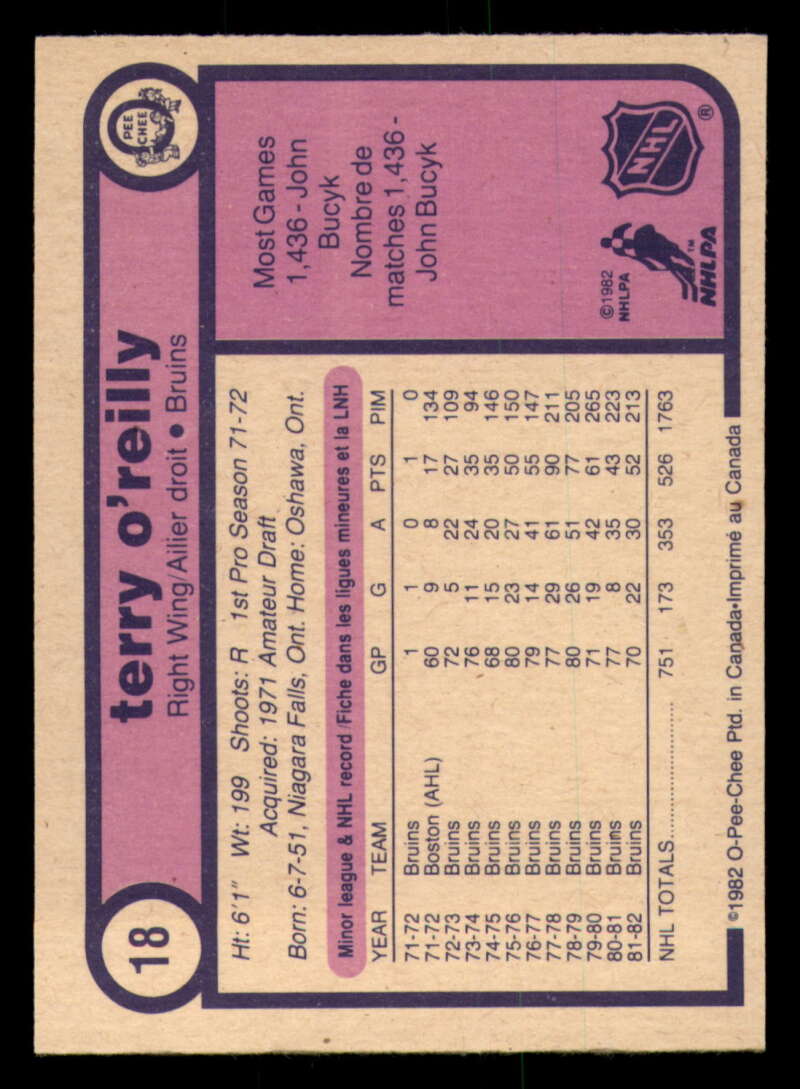 18
terry o'reilly
Right Wing/Ailier droit • Bruins
O
PEE
CHEE
Ht: 6'1" Wt: 199 Shoots: R 1st Pro Season 71-72
Acquired: 1971 Amateur Draft
Born: 6-7-51, Niagara Falls, Ont. Home: Oshawa, Ont.
Minor league & NHL record/Fiche dans les ligues mineures et la LNH
YEAR TEAM GP G A PTS PIM
71-72 Bruins 1 1 0 1 0
71-72 Boston (AHL) 60 9 8 17 134
72-73 Bruins 72 5 22 27 109
73-74 Bruins 76 11 24 35 94
74-75 Bruins 68 15 20 35 146
75-76 Bruins 80 23 27 50 150
76-77 Bruins 79 14 41 55 147
77-78 Bruins 77 29 61 90 211
78-79 Bruins 80 26 51 77 205
79-80 Bruins 71 19 42 61 265
80-81 Bruins 77 8 35 43 223
81-82 Bruins 70 22 30 52 213
NHL TOTALS 751 173 353 526 1763
Most Games
1,436 - John
Bucyk
Nombre de
matches 1,436 -
John Bucyk
©1982
NHLPA
NHLPA™
NHL®
©1982 O-Pee-Chee Ptd. in Canada•Imprimé au Canada